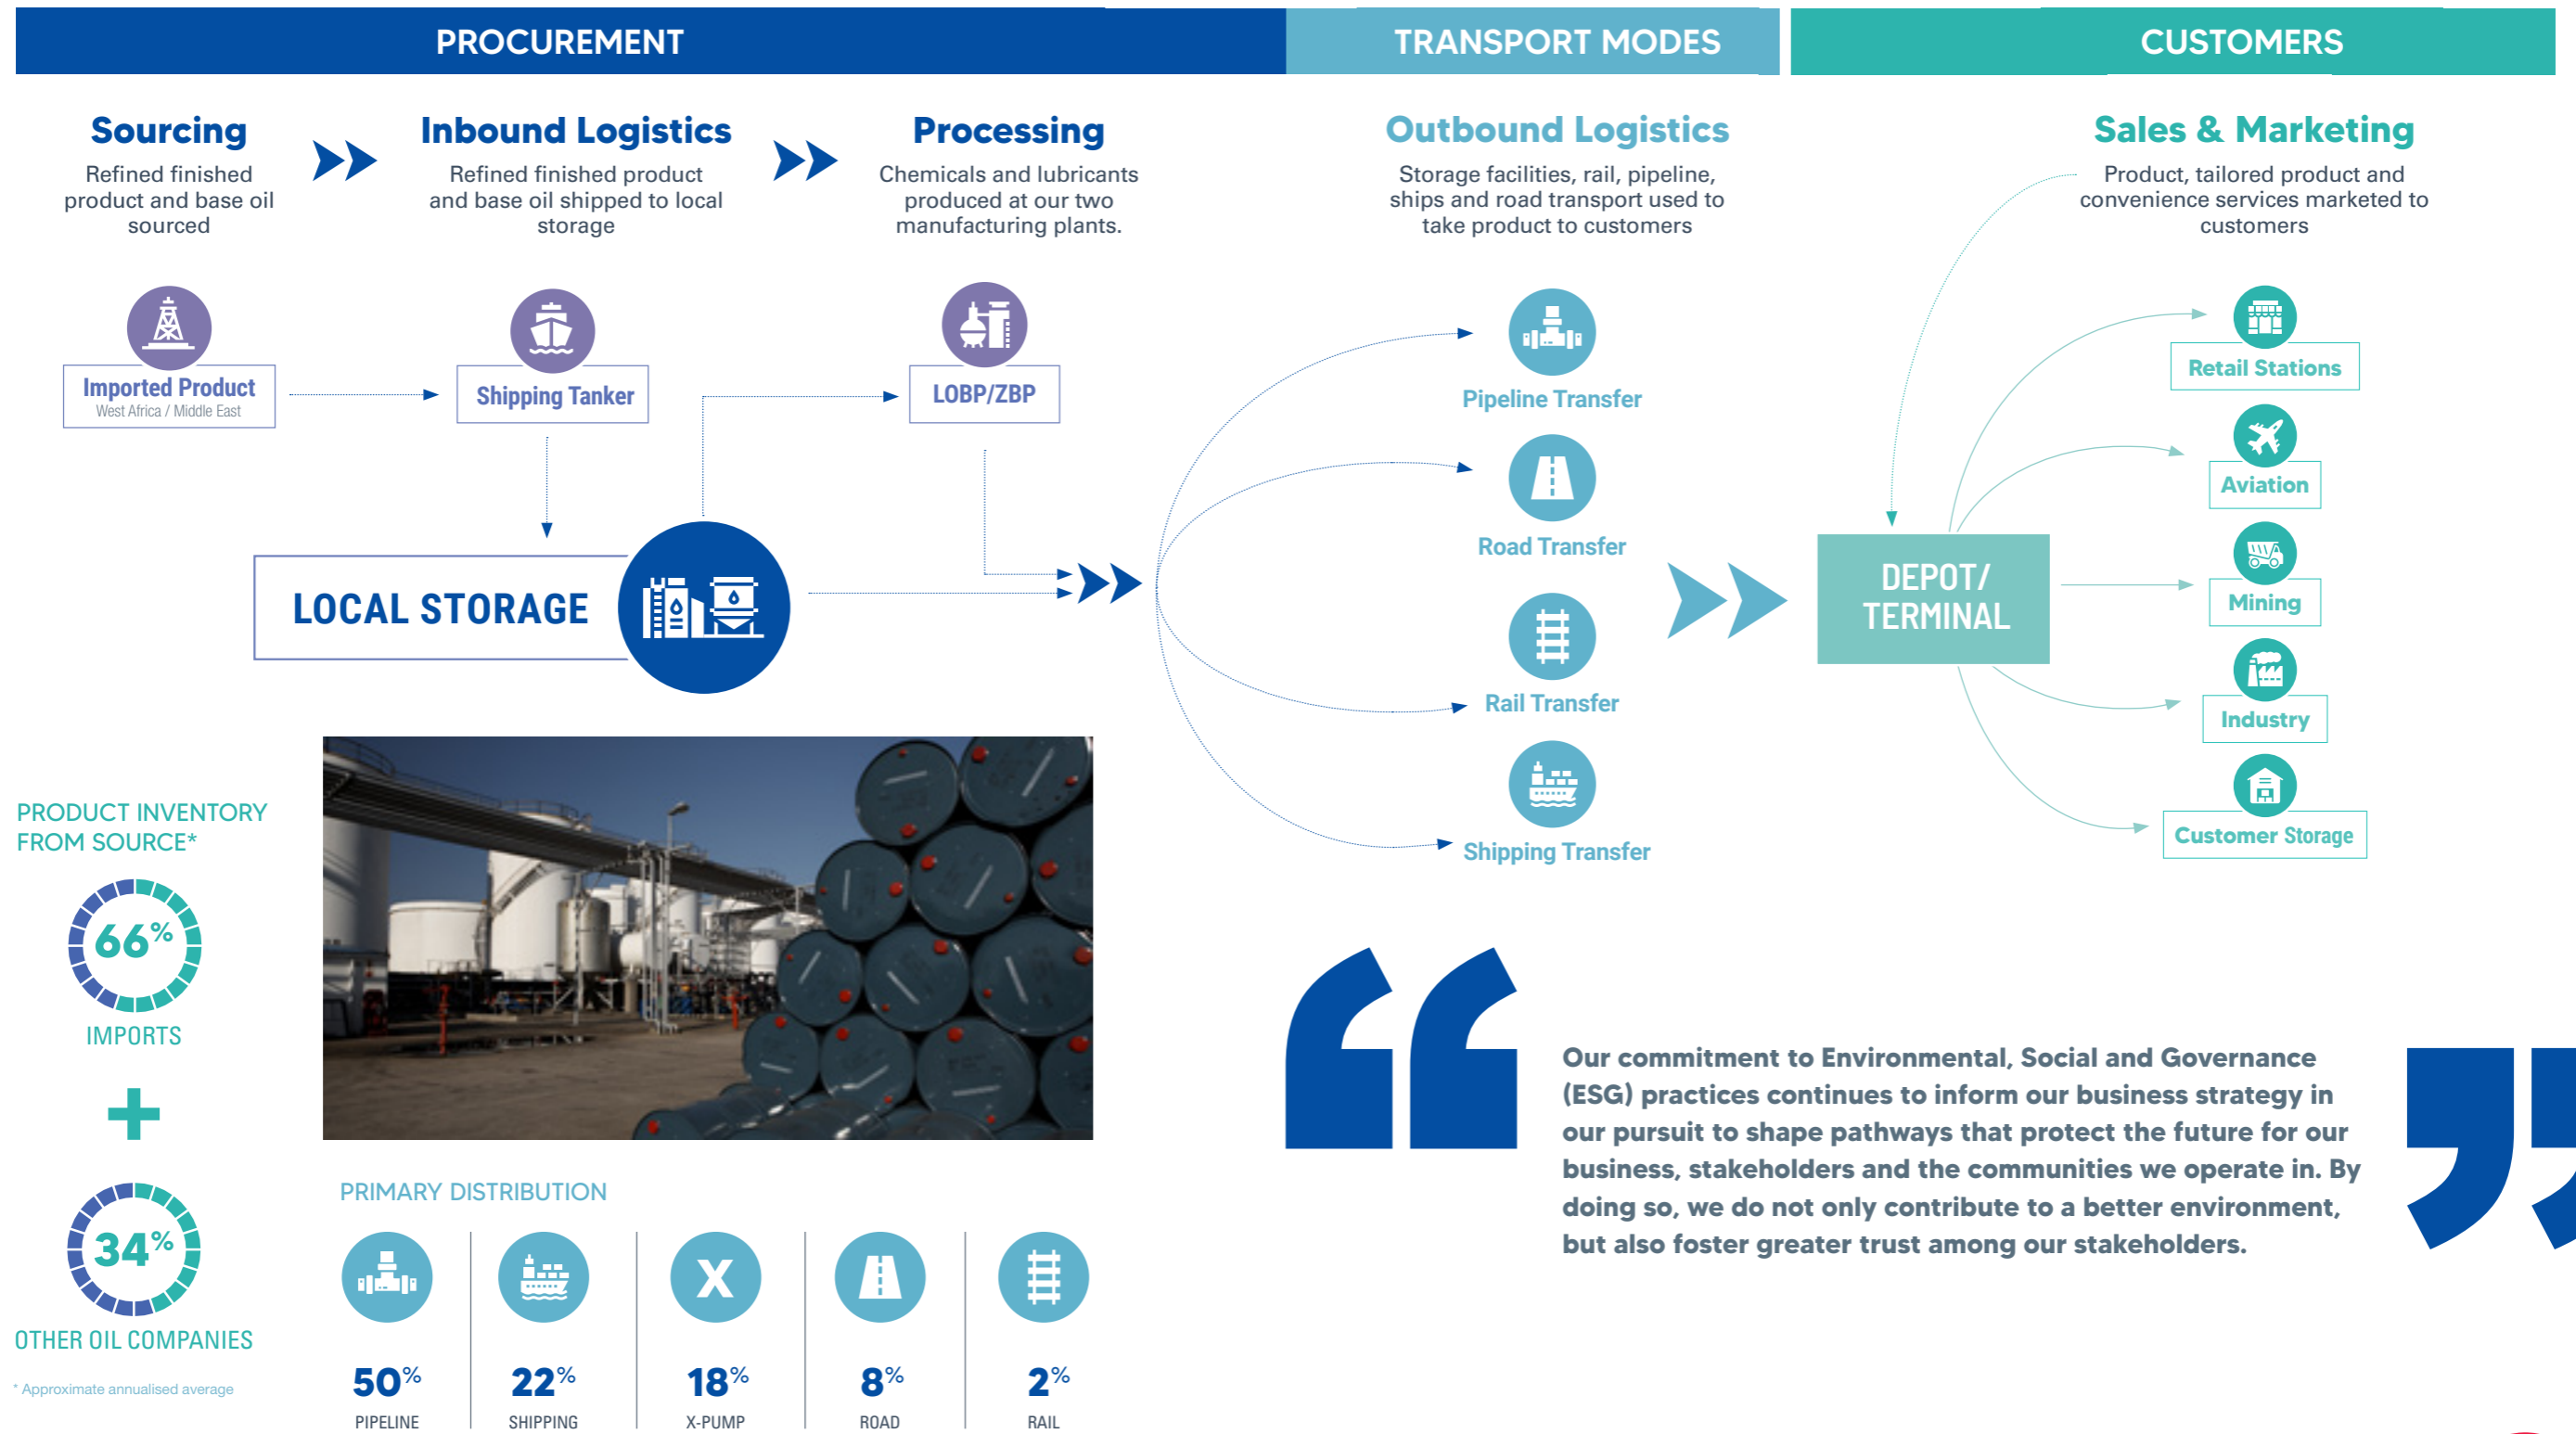 PROCUREMENT
TRANSPORT MODES
CUSTOMERS
Sourcing
Refined finished
product and base oil
sourced
Inbound Logistics
Refined finished product
and base oil shipped to local
storage
Processing
Chemicals and lubricants
produced at our two
manufacturing plants.
Outbound Logistics
Storage facilities, rail, pipeline,
ships and road transport used to
take product to customers
Sales & Marketing
Product, tailored product and
convenience services marketed to
customers
Imported Product
West Africa / Middle East
Shipping Tanker
LOBP/ZBP
LOCAL STORAGE
Pipeline Transfer
Road Transfer
Rail Transfer
Shipping Transfer
DEPOT/
TERMINAL
Retail Stations
Aviation
Mining
Industry
Customer Storage
PRODUCT INVENTORY
FROM SOURCE*
66%
IMPORTS
+
34%
OTHER OIL COMPANIES
* Approximate annualised average
PRIMARY DISTRIBUTION
X
50%
PIPELINE
22%
SHIPPING
18%
X-PUMP
8%
ROAD
2%
RAIL
“
Our commitment to Environmental, Social and Governance
(ESG) practices continues to inform our business strategy in
our pursuit to shape pathways that protect the future for our
business, stakeholders and the communities we operate in. By
doing so, we do not only contribute to a better environment,
but also foster greater trust among our stakeholders.
”